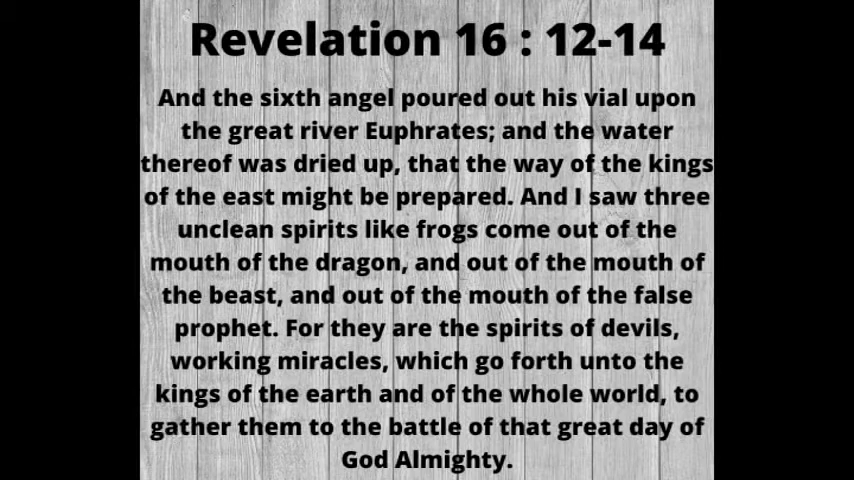 Revelation 16 : 12-14
And the sixth angel poured out his vial upon
the great river Euphrates; and the water
thereof was dried up, that the way of the kings
of the east might be prepared. And I saw three
unclean spirits like frogs come out of the
mouth of the dragon, and out of the mouth of
the beast, and out of the mouth of the false
prophet. For they are the spirits of devils,
working miracles, which go forth unto the
kings of the earth and of the whole world, to
gather them to the battle of that great day of
God Almighty.